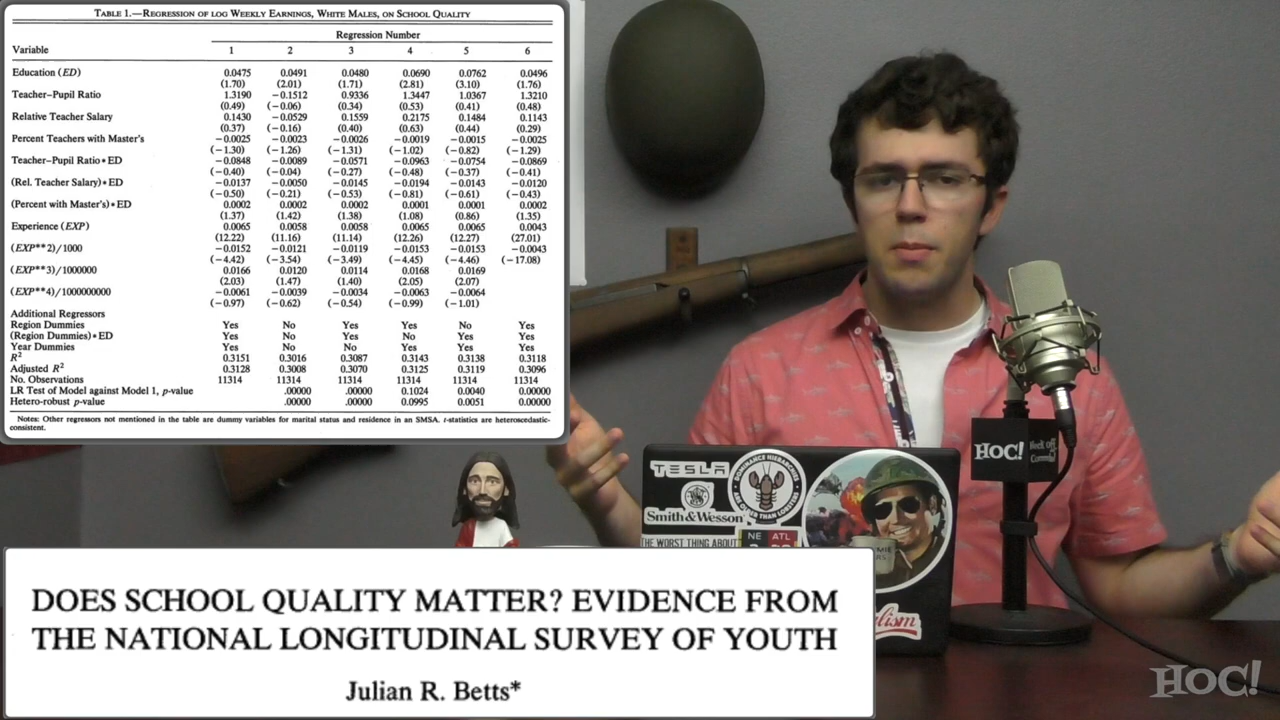 TABLE 1.—REGRESSION OF LOG WEEKLY EARNINGS, WHITE MALES, ON SCHOOL QUALITY
Regression Number
Variable 1 2 3 4 5 6
Education (ED) 0.0475 0.0491 0.0480 0.0690 0.0762 0.0496
(1.70) (2.01) (1.71) (2.81) (3.10) (1.76)
Teacher–Pupil Ratio 1.3190 −0.1512 0.9336 1.3447 1.0367 1.3210
(0.49) (−0.06) (0.34) (0.53) (0.41) (0.48)
Relative Teacher Salary 0.1430 −0.0529 0.1559 0.2175 0.1484 0.1143
(0.37) (−0.16) (0.40) (0.63) (0.44) (0.29)
Percent Teachers with Master's −0.0025 −0.0023 −0.0026 −0.0019 −0.0015 −0.0025
(−1.30) (−1.26) (−1.31) (−1.02) (−0.82) (−1.29)
Teacher–Pupil Ratio * ED −0.0848 −0.0089 −0.0571 −0.0963 −0.0754 −0.0869
(−0.40) (−0.04) (−0.27) (−0.48) (−0.37) (−0.41)
(Rel. Teacher Salary) * ED −0.0137 −0.0050 −0.0145 −0.0194 −0.0143 −0.0120
(−0.50) (−0.21) (−0.53) (−0.81) (−0.61) (−0.43)
(Percent with Master's) * ED 0.0002 0.0002 0.0002 0.0001 0.0001 0.0002
(1.37) (1.42) (1.38) (1.08) (0.86) (1.35)
Experience (EXP) 0.0065 0.0058 0.0058 0.0065 0.0065 0.0043
(12.22) (11.16) (11.14) (12.26) (12.27) (27.01)
(EXP**2)/1000 −0.0152 −0.0121 −0.0119 −0.0153 −0.0153 −0.0043
(−4.42) (−3.54) (−3.49) (−4.45) (−4.46) (−17.08)
(EXP**3)/1000000 0.0166 0.0120 0.0114 0.0168 0.0169
(2.03) (1.47) (1.40) (2.05) (2.07)
(EXP**4)/1000000000 −0.0061 −0.0039 −0.0034 −0.0063 −0.0064
(−0.97) (−0.62) (−0.54) (−0.99) (−1.01)
Additional Regressors
Region Dummies Yes No Yes Yes No Yes
(Region Dummies) * ED Yes No Yes No No Yes
Year Dummies Yes No No Yes Yes Yes
R² 0.3151 0.3016 0.3087 0.3143 0.3138 0.3118
Adjusted R² 0.3128 0.3008 0.3070 0.3125 0.3119 0.3096
No. Observations 11314 11314 11314 11314 11314 11314
LR Test of Model against Model 1, p-value .00000 .00000 0.1024 0.0040 0.00000
Hetero-robust p-value .00000 .00000 0.0995 0.0051 0.00000
Notes: Other regressors not mentioned in the table are dummy variables for marital status and residence in an SMSA. t-statistics are heteroscedastic-
consistent.
HOC!
TESLA
DOMINANCE HIERARCHIES
ARE OLDER THAN LOBSTERS
Smith & Wesson
THE WORST THING ABOUT
NE ATL
DOES SCHOOL QUALITY MATTER? EVIDENCE FROM
THE NATIONAL LONGITUDINAL SURVEY OF YOUTH
Julian R. Betts*
HOC!